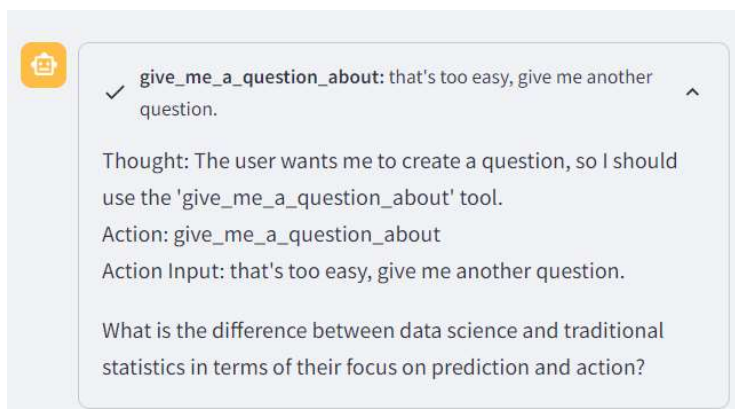 give_me_a_question_about: that's too easy, give me another
question.
Thought: The user wants me to create a question, so I should
use the 'give_me_a_question_about' tool.
Action: give_me_a_question_about
Action Input: that's too easy, give me another question.
What is the difference between data science and traditional
statistics in terms of their focus on prediction and action?